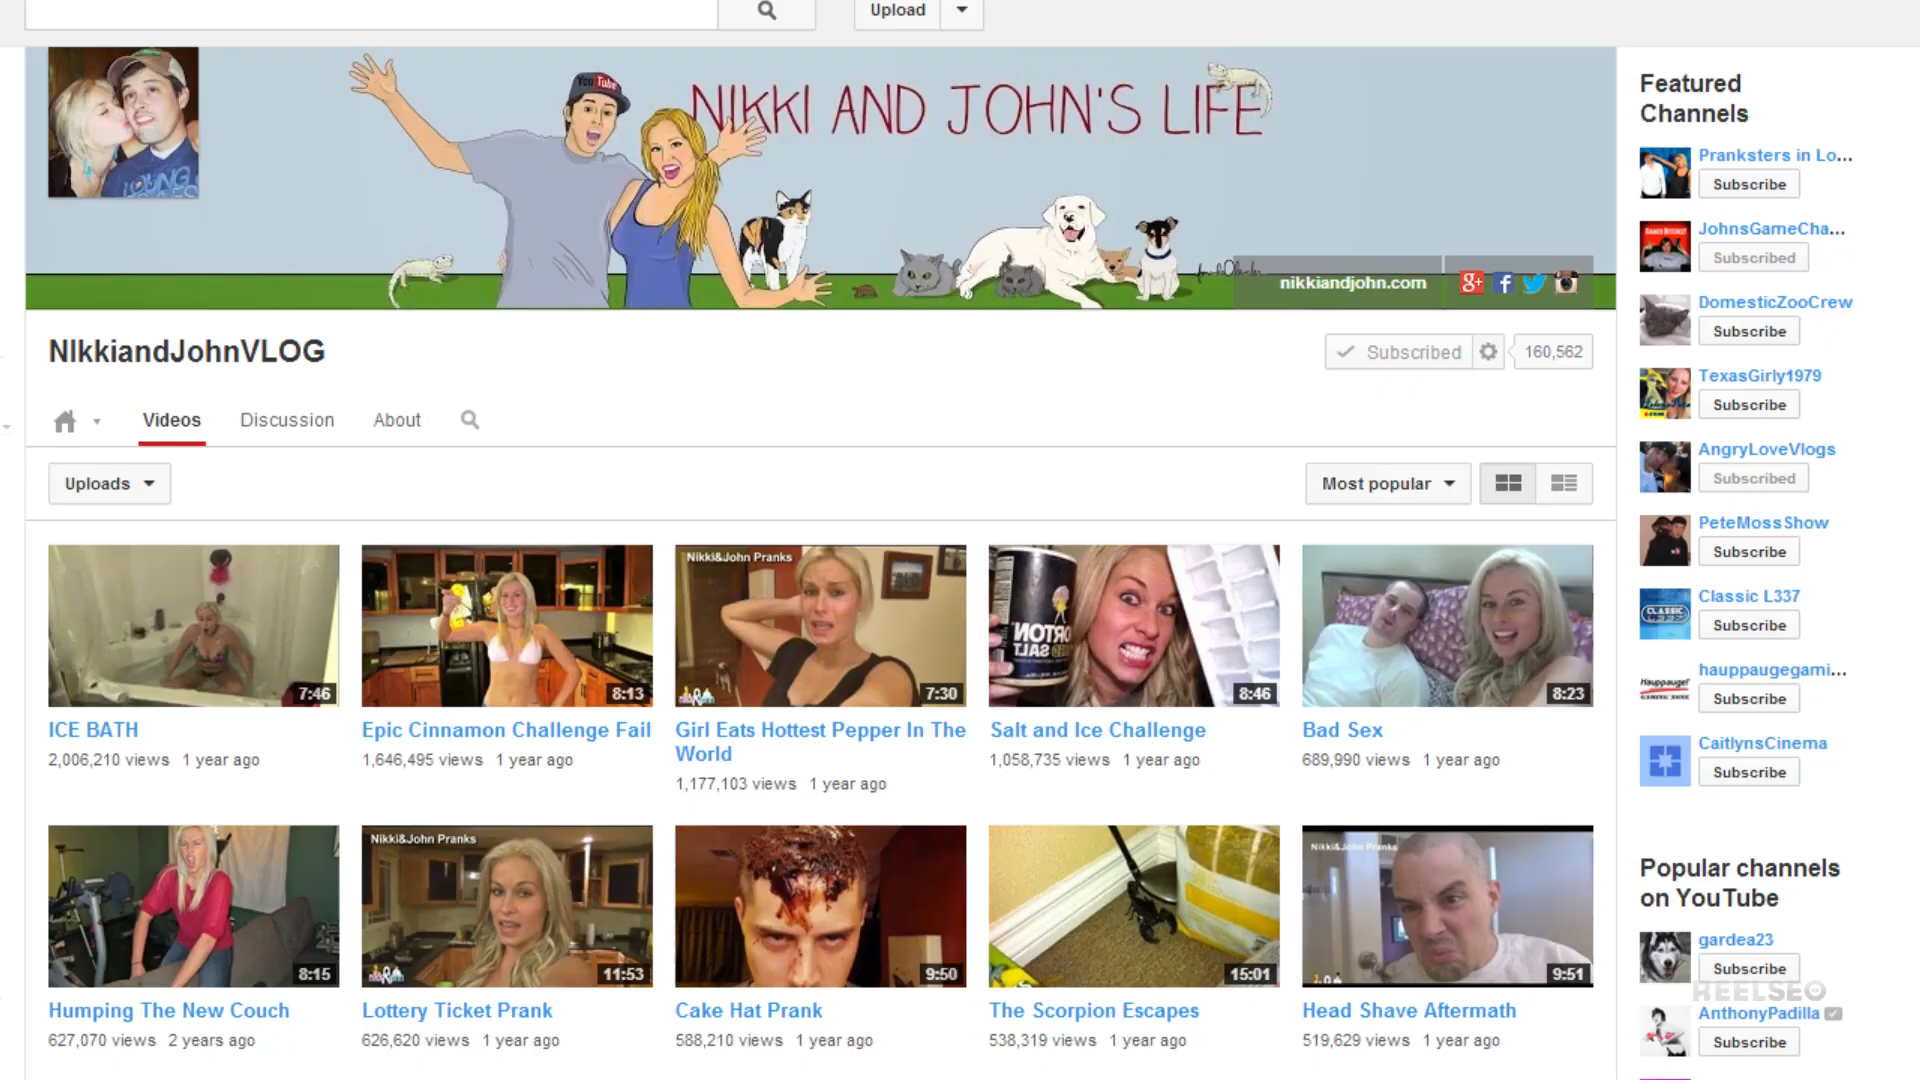 Upload
YouTube
NIKKI AND JOHN'S LIFE
nikkiandjohn.com
g+
NIkkiandJohnVLOG
Subscribed
160,562
Videos
Discussion
About
Uploads
Most popular
Nikki&John Pranks
MORTON
SALT
7:46
8:13
7:30
8:46
8:23
ICE BATH
2,006,210 views 1 year ago
Epic Cinnamon Challenge Fail
1,646,495 views 1 year ago
Girl Eats Hottest Pepper In The
World
1,177,103 views 1 year ago
Salt and Ice Challenge
1,058,735 views 1 year ago
Bad Sex
689,990 views 1 year ago
Nikki&John Pranks
Nikki&John Pranks
8:15
11:53
9:50
15:01
9:51
Humping The New Couch
627,070 views 2 years ago
Lottery Ticket Prank
626,620 views 1 year ago
Cake Hat Prank
588,210 views 1 year ago
The Scorpion Escapes
538,319 views 1 year ago
Head Shave Aftermath
519,629 views 1 year ago
Featured
Channels
Pranksters in Lo...
Subscribe
JohnsGameCha...
Subscribed
DomesticZooCrew
Subscribe
TexasGirly1979
Subscribe
AngryLoveVlogs
Subscribed
PeteMossShow
Subscribe
CLASSIC
Classic L337
Subscribe
Hauppauge!
hauppaugegami...
Subscribe
CaitlynsCinema
Subscribe
Popular channels
on YouTube
gardea23
Subscribe
REELSEO
AnthonyPadilla
Subscribe